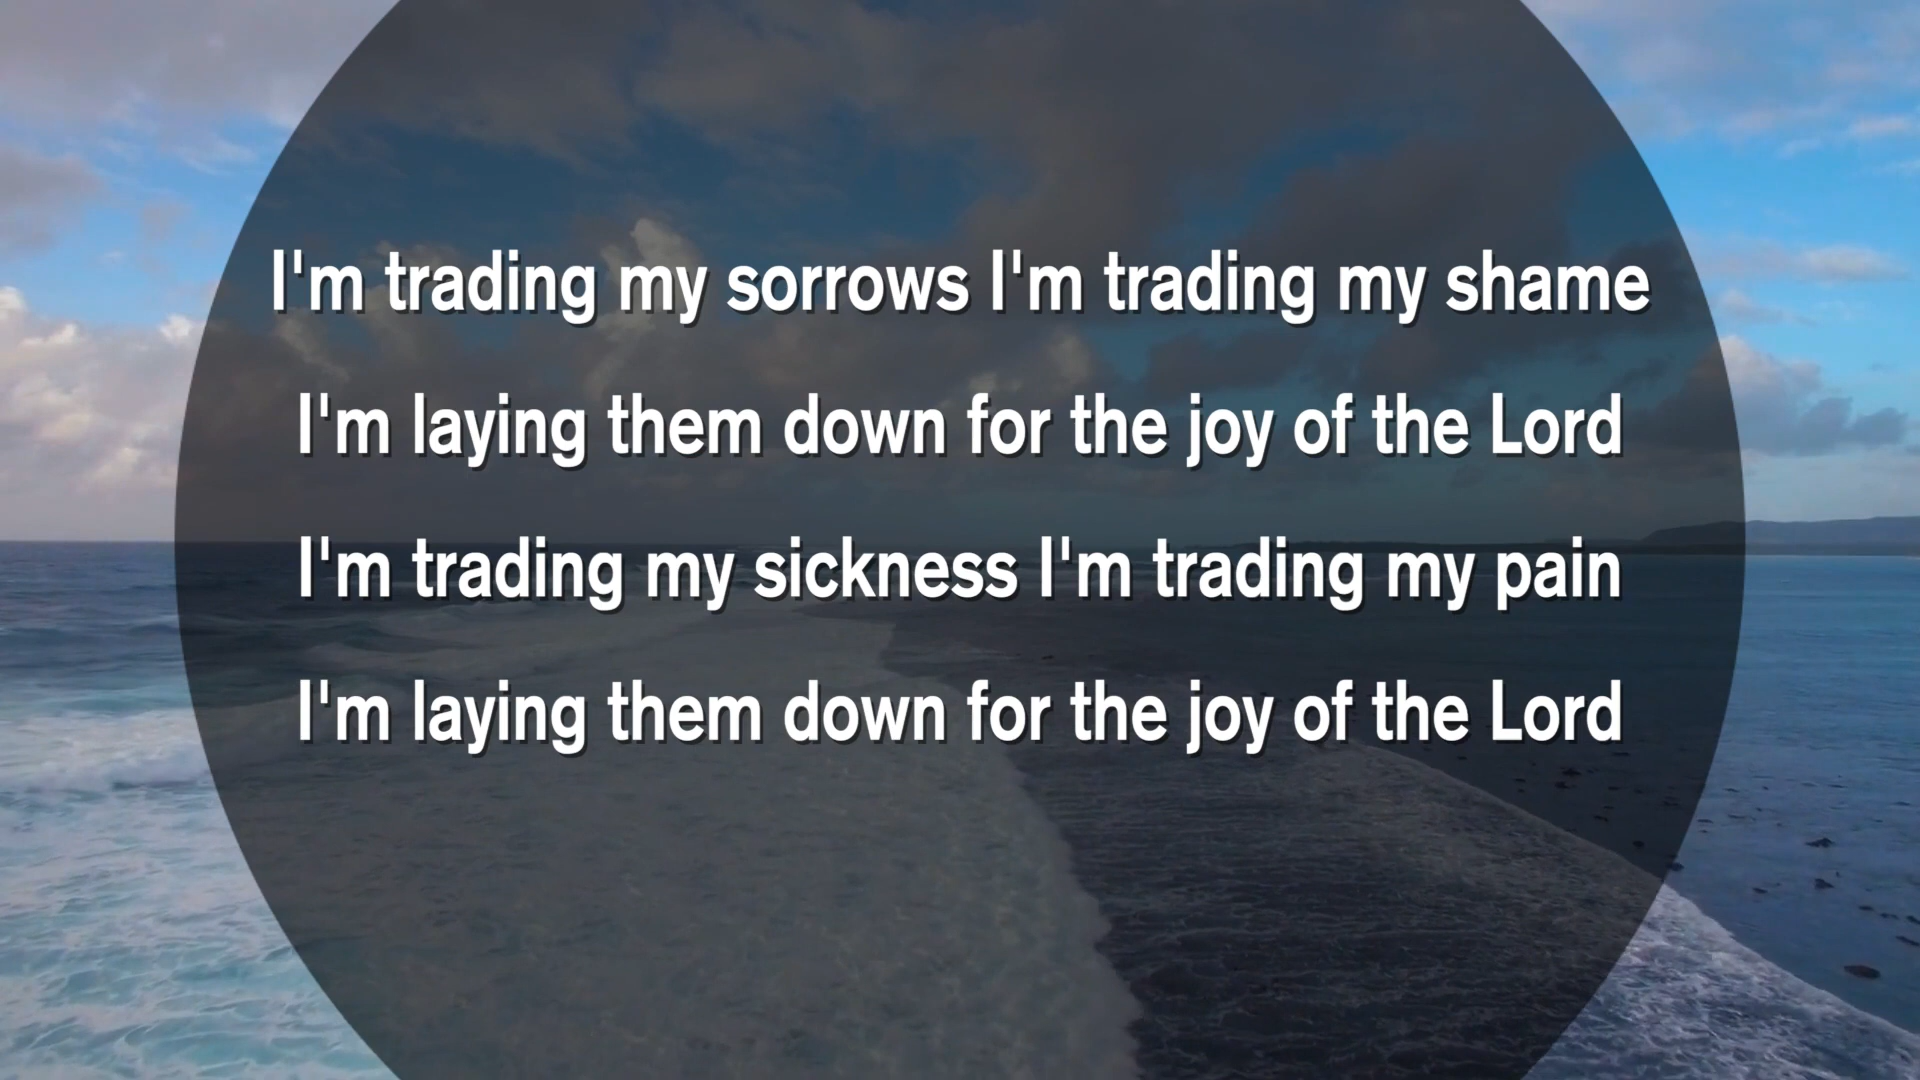 I'm trading my sorrows I'm trading my shame
I'm laying them down for the joy of the Lord
I'm trading my sickness I'm trading my pain
I'm laying them down for the joy of the Lord